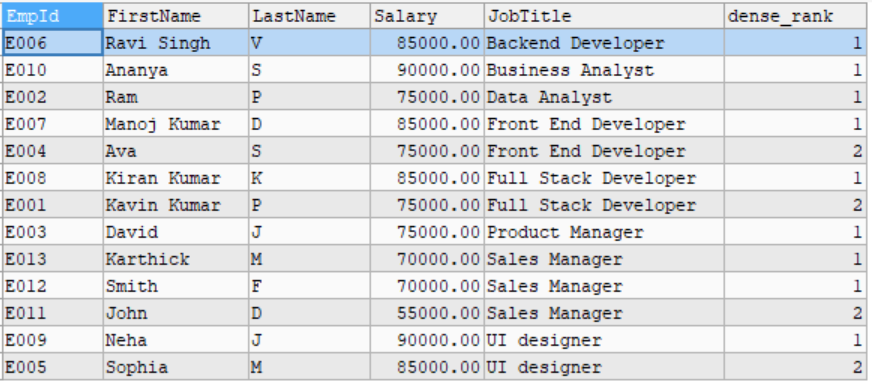 EmpId FirstName LastName Salary JobTitle dense_rank
E006 Ravi Singh V 85000.00 Backend Developer 1
E010 Ananya S 90000.00 Business Analyst 1
E002 Ram P 75000.00 Data Analyst 1
E007 Manoj Kumar D 85000.00 Front End Developer 1
E004 Ava S 75000.00 Front End Developer 2
E008 Kiran Kumar K 85000.00 Full Stack Developer 1
E001 Kavin Kumar P 75000.00 Full Stack Developer 2
E003 David J 75000.00 Product Manager 1
E013 Karthick M 70000.00 Sales Manager 1
E012 Smith F 70000.00 Sales Manager 1
E011 John D 55000.00 Sales Manager 2
E009 Neha J 90000.00 UI designer 1
E005 Sophia M 85000.00 UI designer 2